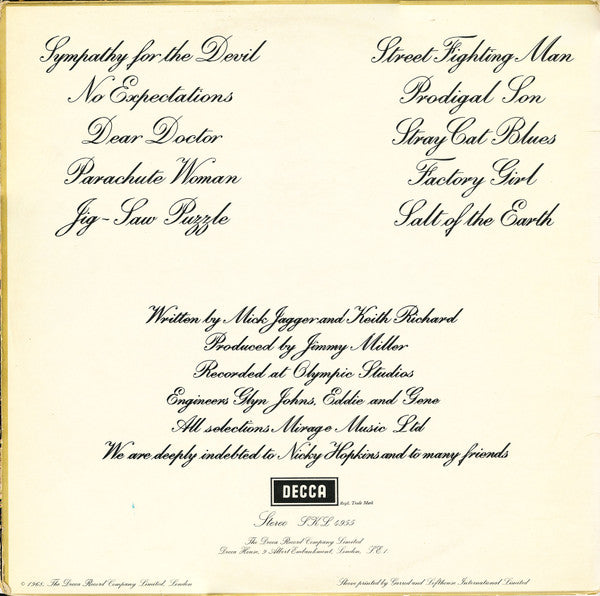 Sympathy for the Devil
No Expectations
Dear Doctor
Parachute Woman
Jig-Saw Puzzle
Street Fighting Man
Prodigal Son
Stray Cat Blues
Factory Girl
Salt of the Earth
Written by Mick Jagger and Keith Richard
Produced by Jimmy Miller
Recorded at Olympic Studios
Engineers Glyn Johns, Eddie and Gene
All selections Mirage Music Ltd
We are deeply indebted to Nicky Hopkins and to many friends
DECCA
Regd. Trade Mark
Stereo SKL 4955
The Decca Record Company Limited
Decca House, 9 Albert Embankment, London, SE1
© 1968, The Decca Record Company Limited, London
Sleeve printed by Garrod and Lofthouse International Limited